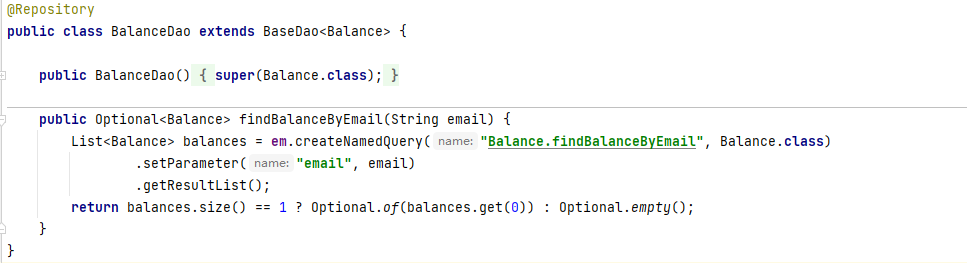 @Repository
public class BalanceDao extends BaseDao<Balance> {
public BalanceDao() { super(Balance.class); }
public Optional<Balance> findBalanceByEmail(String email) {
List<Balance> balances = em.createNamedQuery( name: "Balance.findBalanceByEmail", Balance.class)
.setParameter( name: "email", email)
.getResultList();
return balances.size() == 1 ? Optional.of(balances.get(0)) : Optional.empty();
}
}